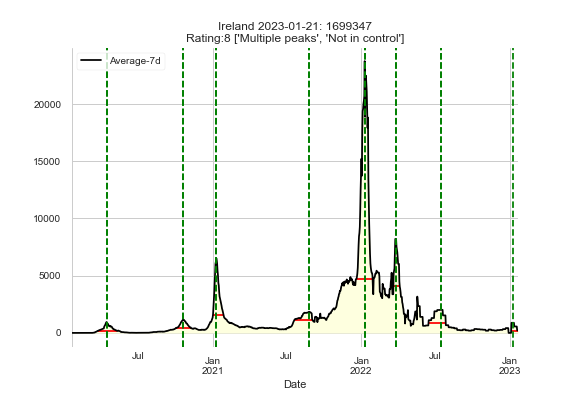 Ireland 2023-01-21: 1699347
Rating:8 ['Multiple peaks', 'Not in control']
Average-7d
20000
15000
10000
5000
0
Jul
Jan
2021
Jul
Jan
2022
Jul
Jan
2023
Date